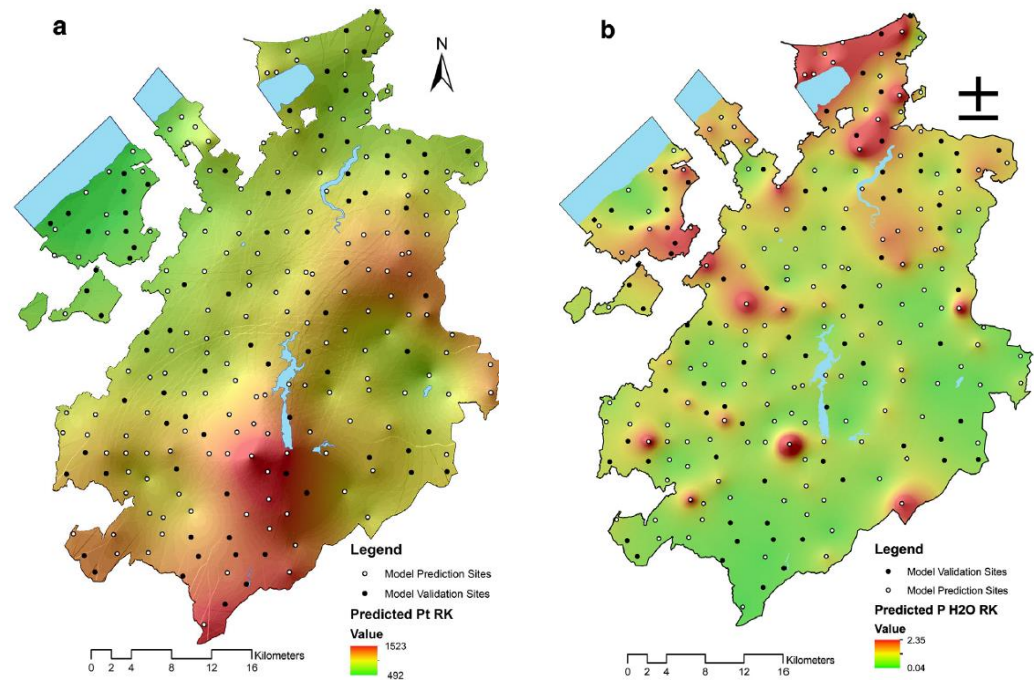 a
N
Legend
Model Prediction Sites
Model Validation Sites
Predicted Pt RK
Value
1523
492
Kilometers
0 2 4 8 12 16
b
Legend
Model Validation Sites
Model Prediction Sites
Predicted P H2O RK
Value
2.35
0.04
Kilometers
0 2 4 8 12 16